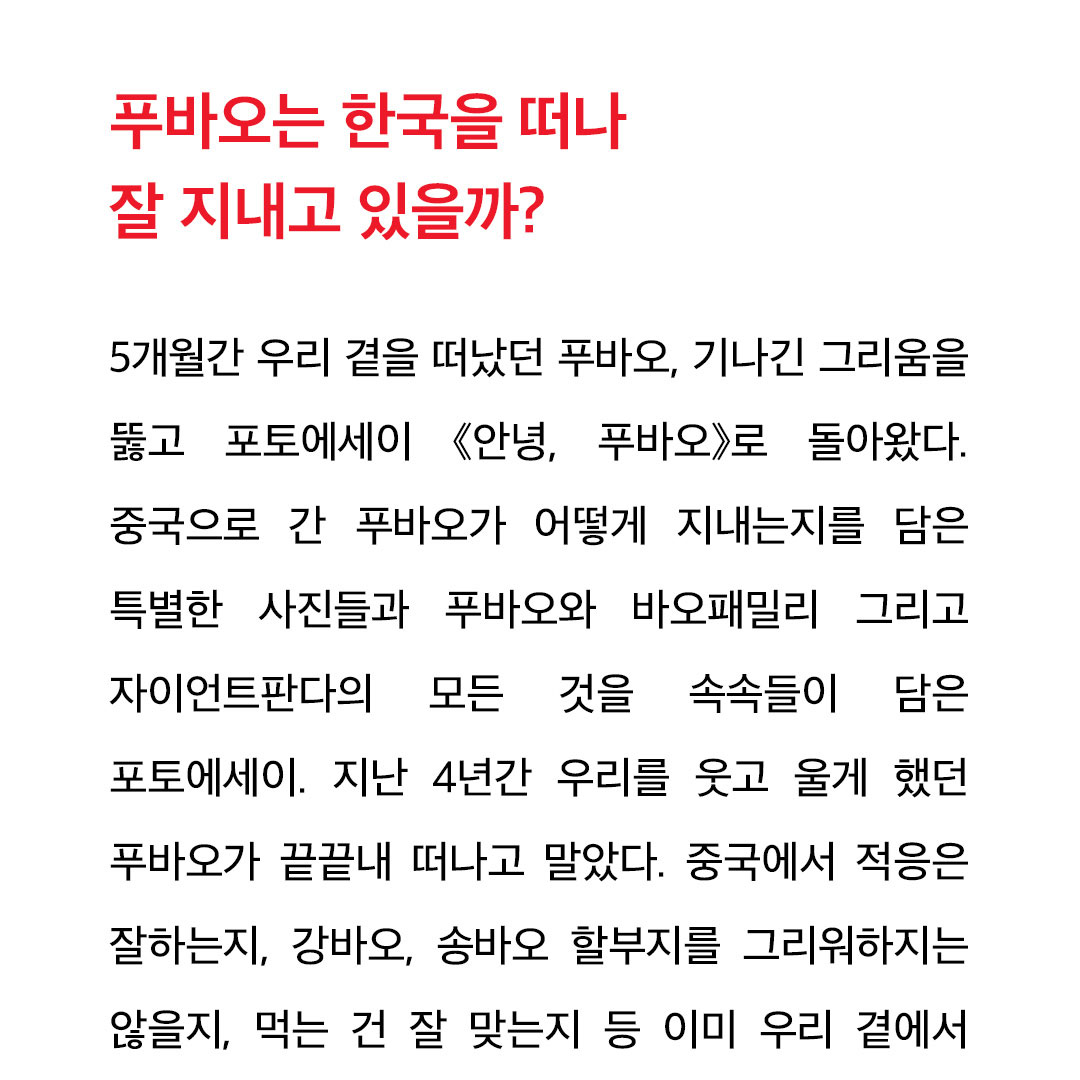 푸바오는 한국을 떠나
잘 지내고 있을까?
5개월간 우리 곁을 떠났던 푸바오, 기나긴 그리움을
뚫고 포토에세이 《안녕, 푸바오》로 돌아왔다.
중국으로 간 푸바오가 어떻게 지내는지를 담은
특별한 사진들과 푸바오와 바오패밀리 그리고
자이언트판다의 모든 것을 속속들이 담은
포토에세이. 지난 4년간 우리를 웃고 울게 했던
푸바오가 끝끝내 떠나고 말았다. 중국에서 적응은
잘하는지, 강바오, 송바오 할부지를 그리워하지는
않을지, 먹는 건 잘 맞는지 등 이미 우리 곁에서